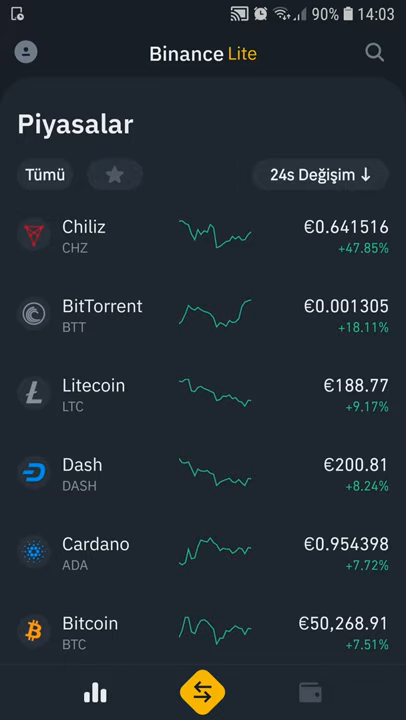 90% 14:03
Binance Lite
Piyasalar
Tümü
24s Değişim ↓
Chiliz €0.641516
CHZ +47.85%
BitTorrent €0.001305
BTT +18.11%
Litecoin €188.77
LTC +9.17%
Dash €200.81
DASH +8.24%
Cardano €0.954398
ADA +7.72%
Bitcoin €50,268.91
BTC +7.51%